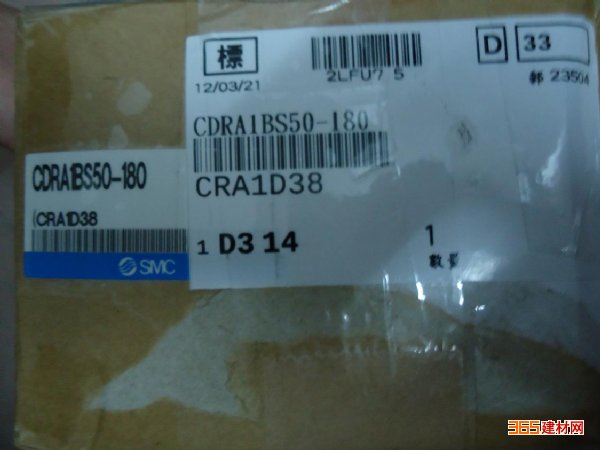 標
2LFU7 5
D
33
12/03/21
郵 23504
CDRA1BS50-180
CRA1D38
1 D3 14
1
数量
CDRA1BS50-180
(CRA1D38
SMC
365建材网